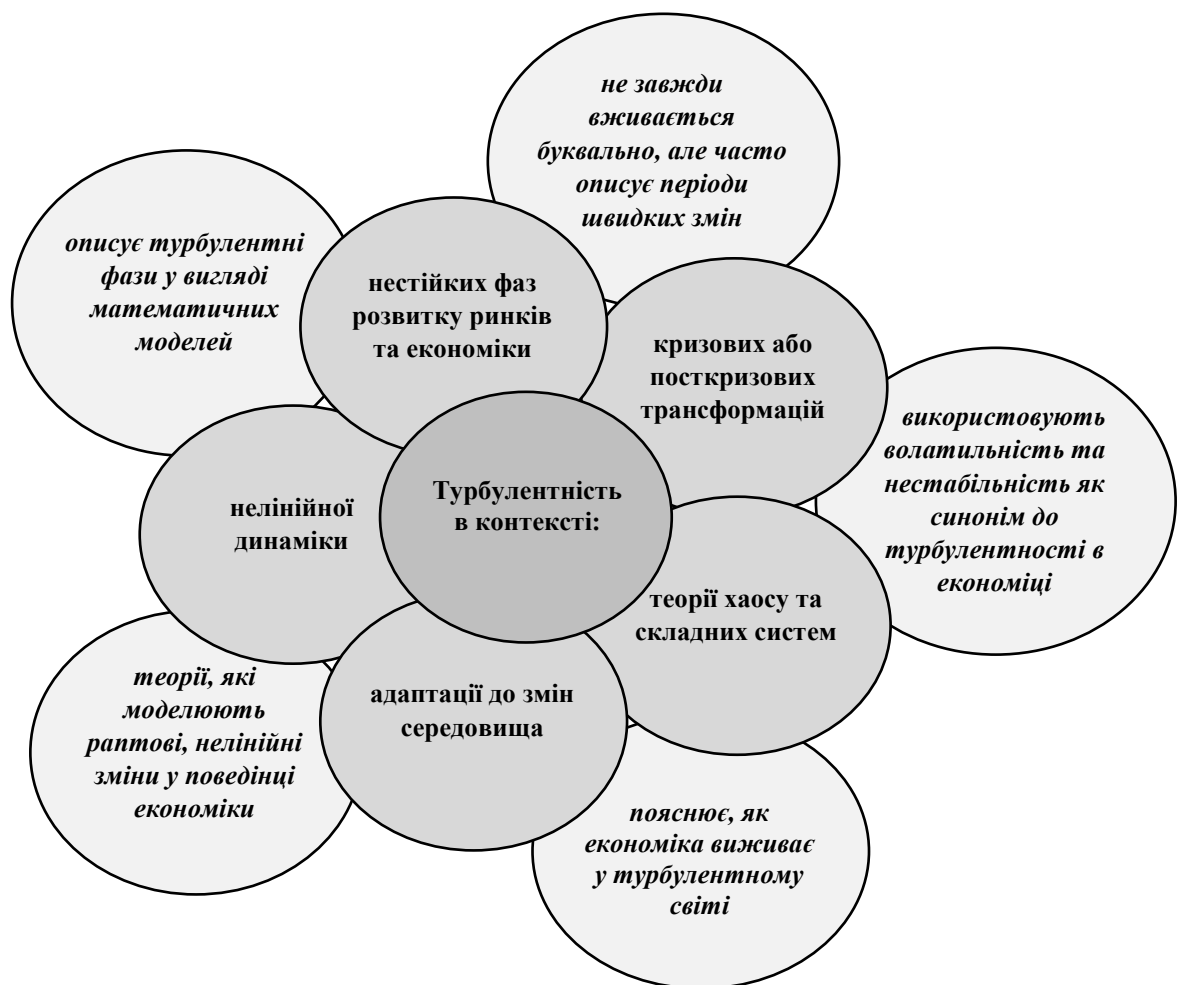 не завжди
вживається
буквально, але часто
описує періоди
швидких змін
описує турбулентні
фази у вигляді
математичних
моделей
нестійких фаз
розвитку ринків
та економіки
кризових або
посткризових
трансформацій
використовують
волатильність та
нестабільність як
синонім до
турбулентності в
економіці
Турбулентність
в контексті:
нелінійної
динаміки
теорії хаосу та
складних систем
адаптації до змін
середовища
теорії, які
моделюють
раптові, нелінійні
зміни у поведінці
економіки
пояснює, як
економіка виживає
у турбулентному
світі